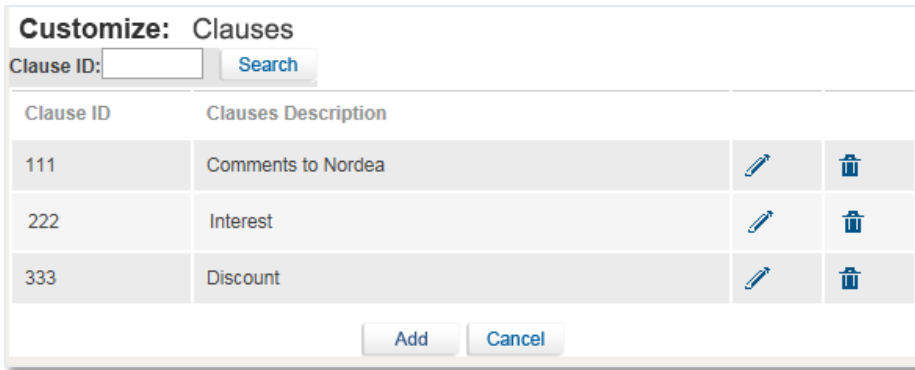 Customize: Clauses
Clause ID: Search
Clause ID Clauses Description
111 Comments to Nordea
222 Interest
333 Discount
Add Cancel